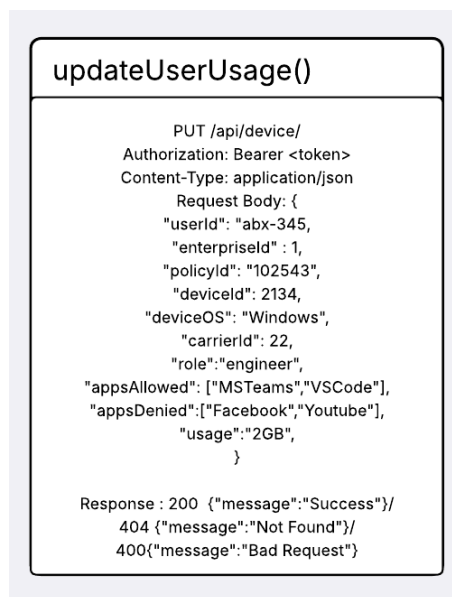 updateUserUsage()
PUT /api/device/
Authorization: Bearer <token>
Content-Type: application/json
Request Body: {
"userId": "abx-345,
"enterpriseId" : 1,
"policyId": "102543",
"deviceId": 2134,
"deviceOS": "Windows",
"carrierId": 22,
"role":"engineer",
"appsAllowed": ["MSTeams","VSCode"],
"appsDenied":["Facebook","Youtube"],
"usage":"2GB",
}
Response : 200  {"message":"Success"}/
404 {"message":"Not Found"}/
400{"message":"Bad Request"}